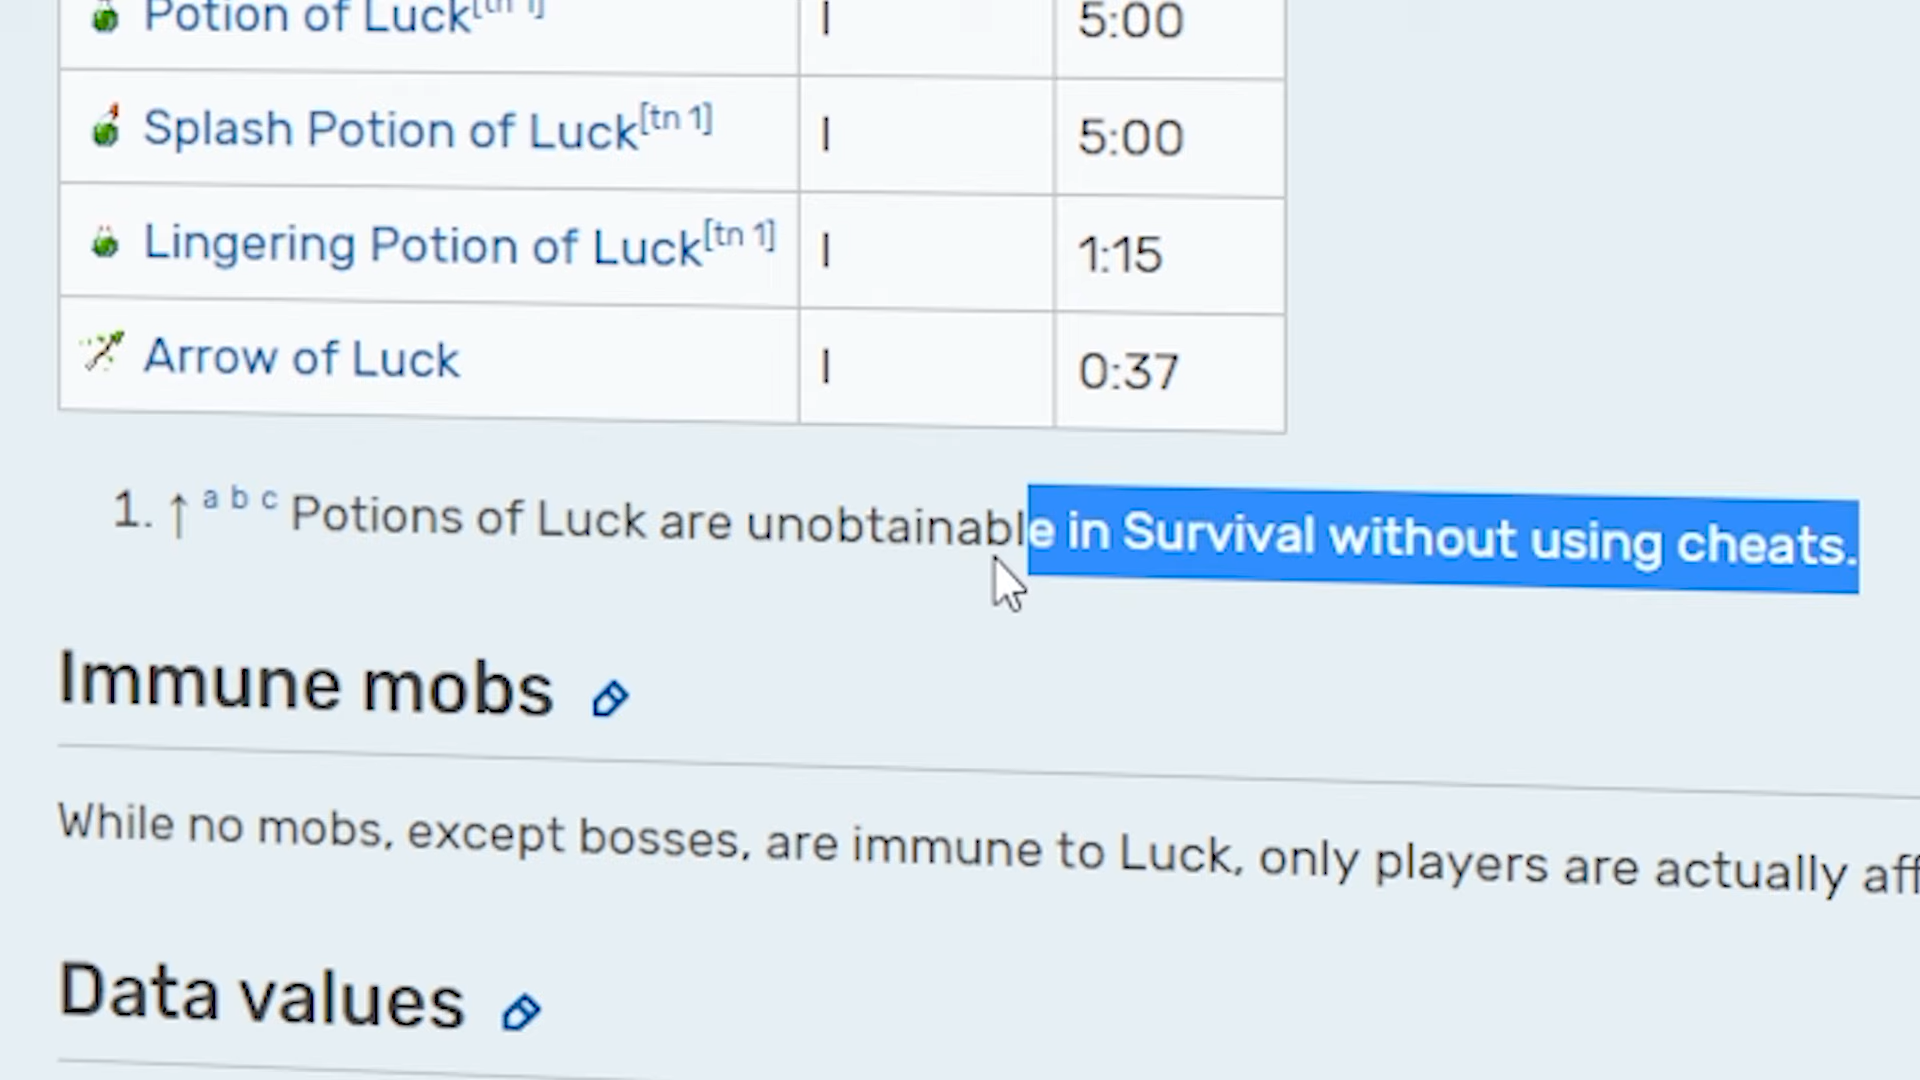 Potion of Luck[tn 1] I 5:00
Splash Potion of Luck[tn 1] I 5:00
Lingering Potion of Luck[tn 1] I 1:15
Arrow of Luck I 0:37
1. ↑ a b c Potions of Luck are unobtainable in Survival without using cheats.
Immune mobs
While no mobs, except bosses, are immune to Luck, only players are actually aff
Data values